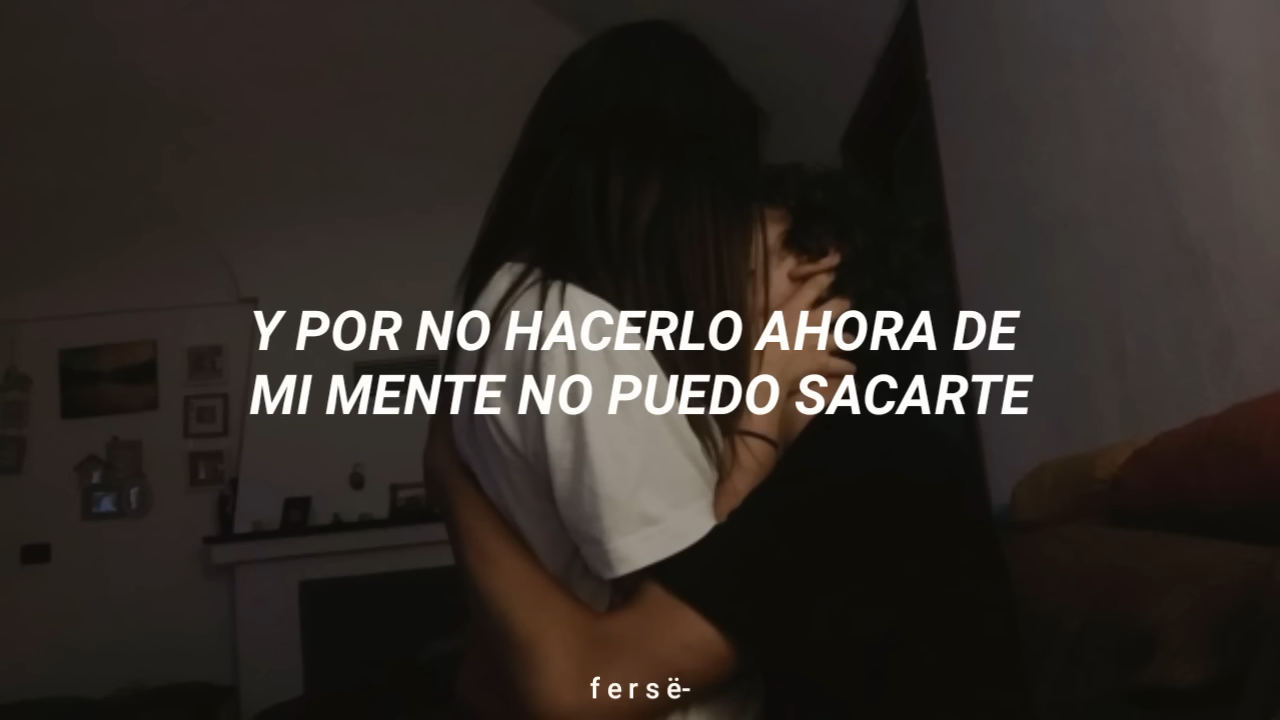 Y POR NO HACERLO AHORA DE
MI MENTE NO PUEDO SACARTE
fersë-